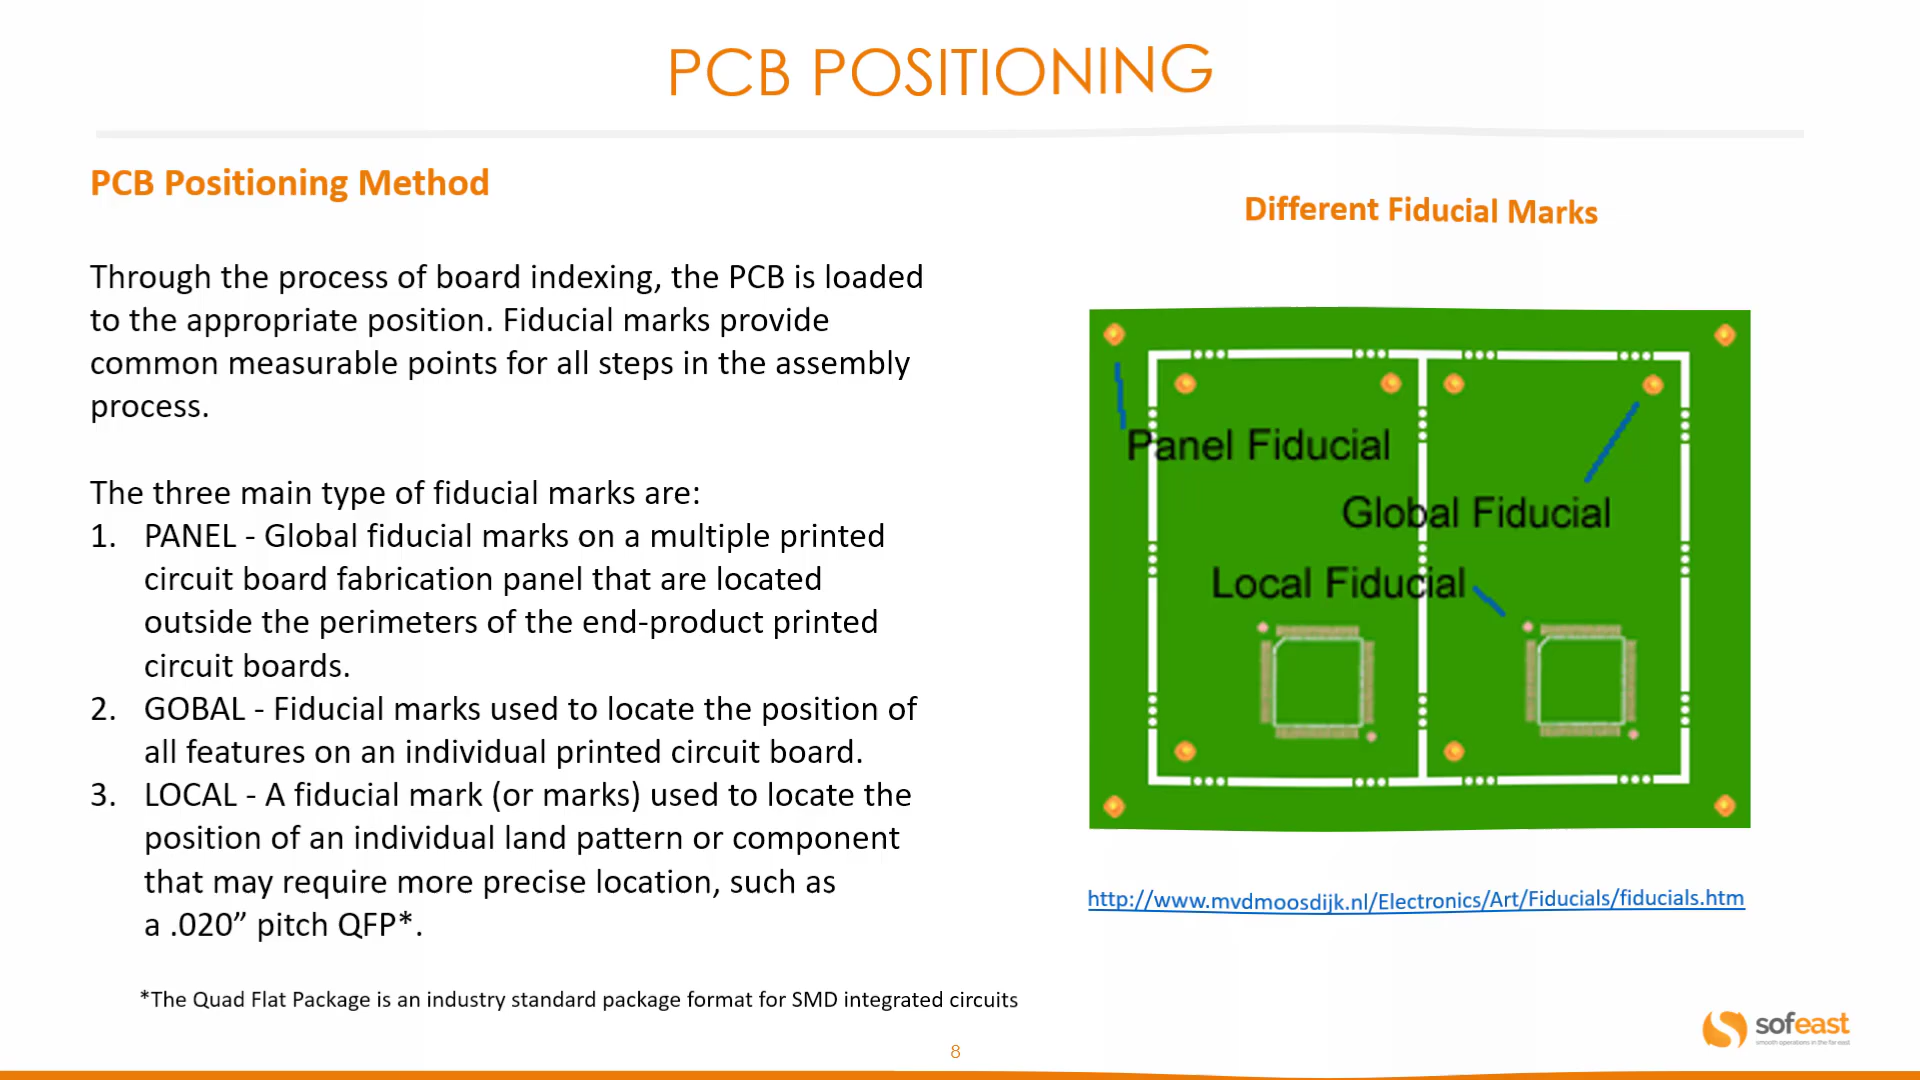 PCB POSITIONING
PCB Positioning Method
Through the process of board indexing, the PCB is loaded
to the appropriate position. Fiducial marks provide
common measurable points for all steps in the assembly
process.
The three main type of fiducial marks are:
1. PANEL - Global fiducial marks on a multiple printed
circuit board fabrication panel that are located
outside the perimeters of the end-product printed
circuit boards.
2. GOBAL - Fiducial marks used to locate the position of
all features on an individual printed circuit board.
3. LOCAL - A fiducial mark (or marks) used to locate the
position of an individual land pattern or component
that may require more precise location, such as
a .020” pitch QFP*.
*The Quad Flat Package is an industry standard package format for SMD integrated circuits
Different Fiducial Marks
Panel Fiducial
Global Fiducial
Local Fiducial
http://www.mvdmoosdijk.nl/Electronics/Art/Fiducials/fiducials.htm
sofeast
smooth operations in the far east
8